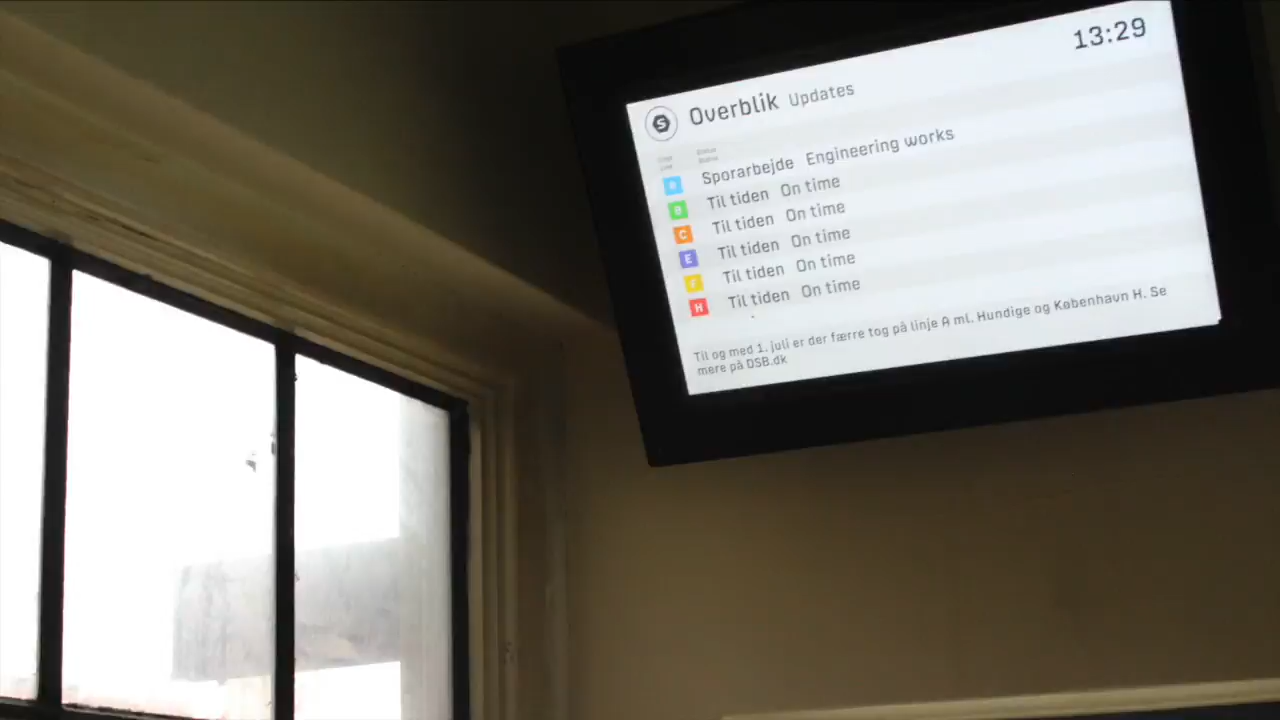 13:29
S Overblik Updates
A Sporarbejde Engineering works
B Til tiden On time
C Til tiden On time
E Til tiden On time
F Til tiden On time
H Til tiden On time
Til og med 1. juli er der færre tog på linje A ml. Hundige og København H. Se
mere på DSB.dk